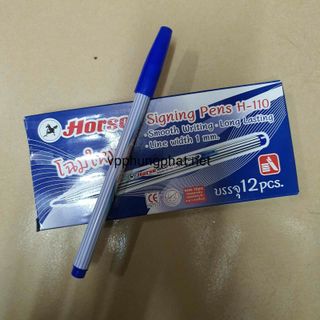 Horse
Signing Pens H-110
- Smooth Writing - Long Lasting
- Line width 1 mm.
vpphungphat.net
Horse
บรรจุ 12 pcs.